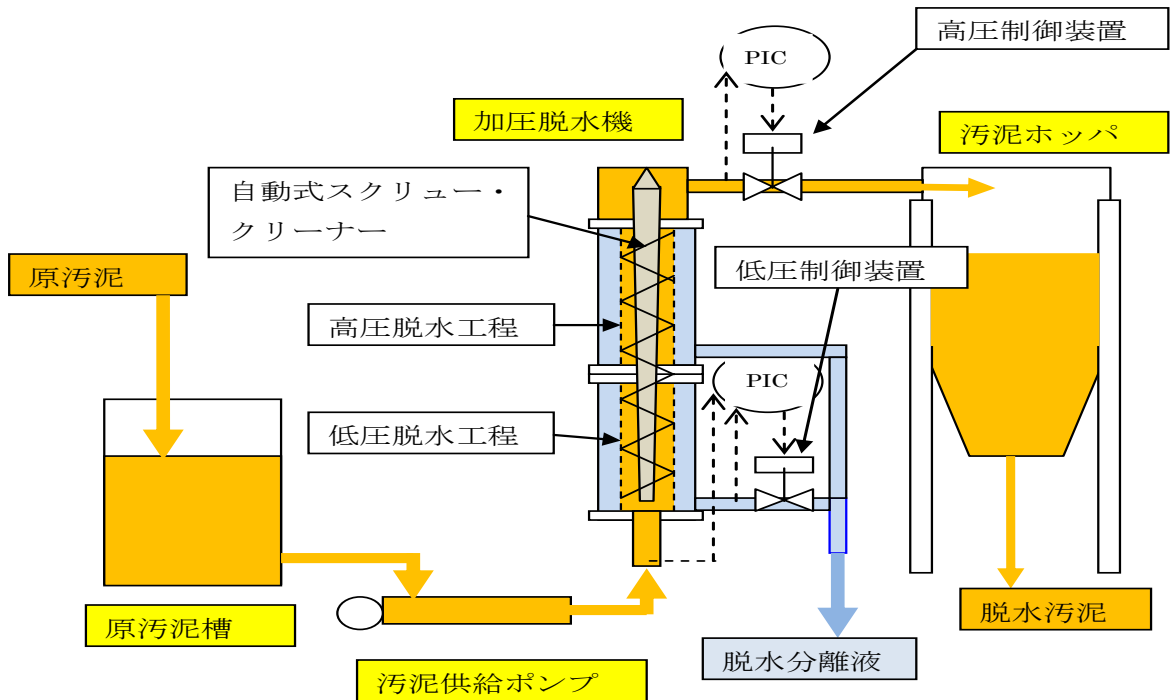 高圧制御装置
PIC
加圧脱水機
汚泥ホッパ
自動式スクリュー・
クリーナー
低圧制御装置
原汚泥
高圧脱水工程
PIC
低圧脱水工程
脱水汚泥
原汚泥槽
脱水分離液
汚泥供給ポンプ